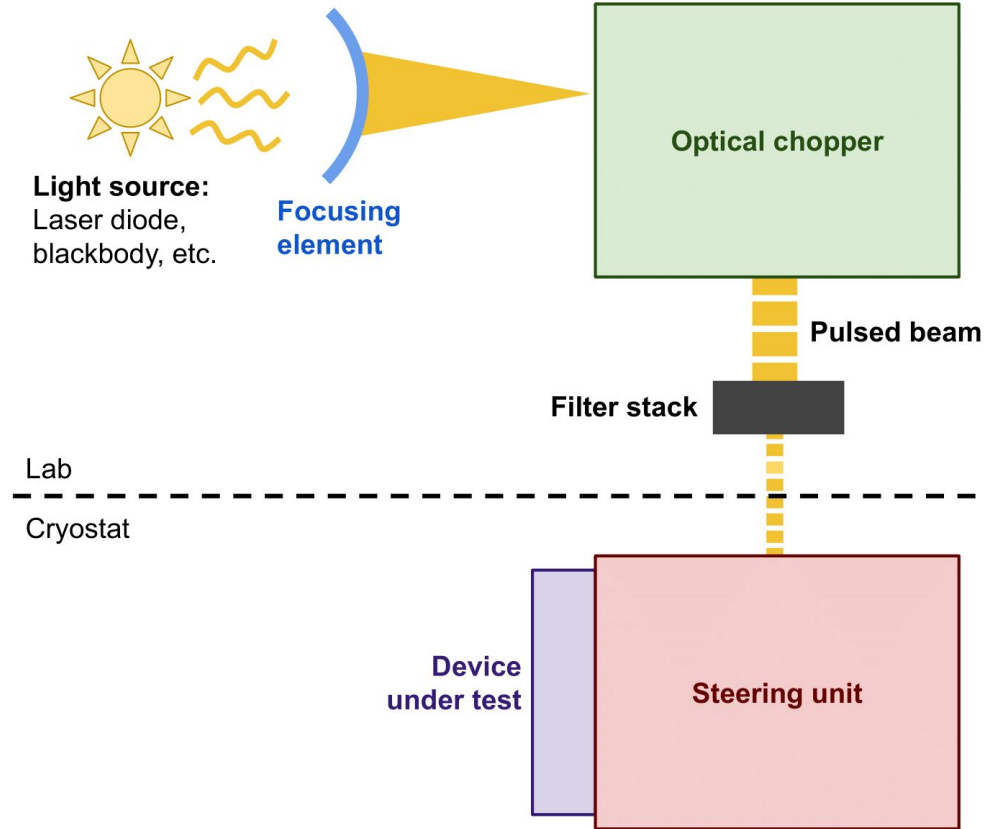 Light source:
Laser diode,
blackbody, etc.
Focusing
element
Optical chopper
Pulsed beam
Filter stack
Lab
Cryostat
Device
under test
Steering unit